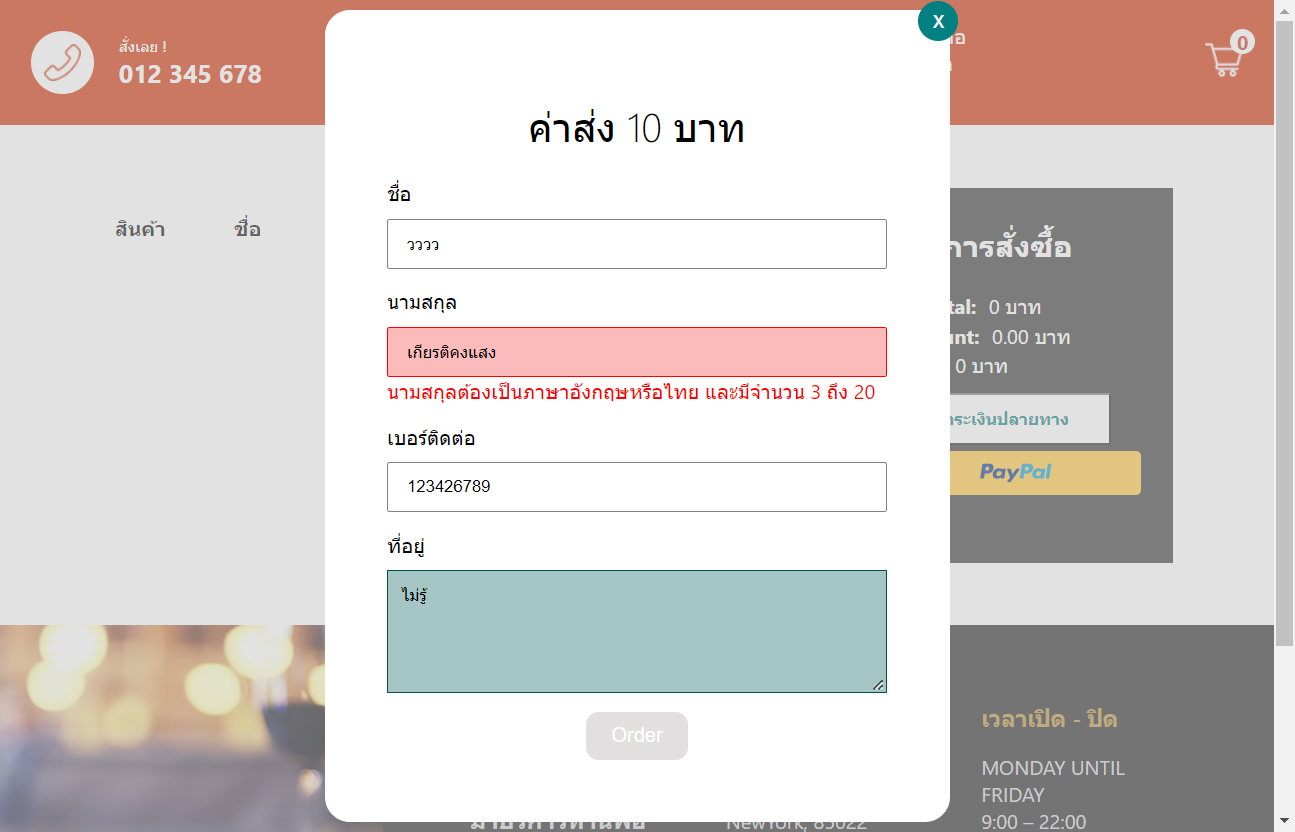 สั่งเลย !
012 345 678
X
0
ค่าส่ง 10 บาท
ชื่อ
วววว
นามสกุล
เกียรติคงแสง
นามสกุลต้องเป็นภาษาอังกฤษหรือไทย และมีจำนวน 3 ถึง 20
เบอร์ติดต่อ
123426789
ที่อยู่
ไม่รู้
Order
สินค้า ชื่อ
การสั่งซื้อ
tal: 0 บาท
unt: 0.00 บาท
0 บาท
ชำระเงินปลายทาง
PayPal
เวลาเปิด - ปิด
MONDAY UNTIL
FRIDAY
9:00 – 22:00
NewYork, 85022